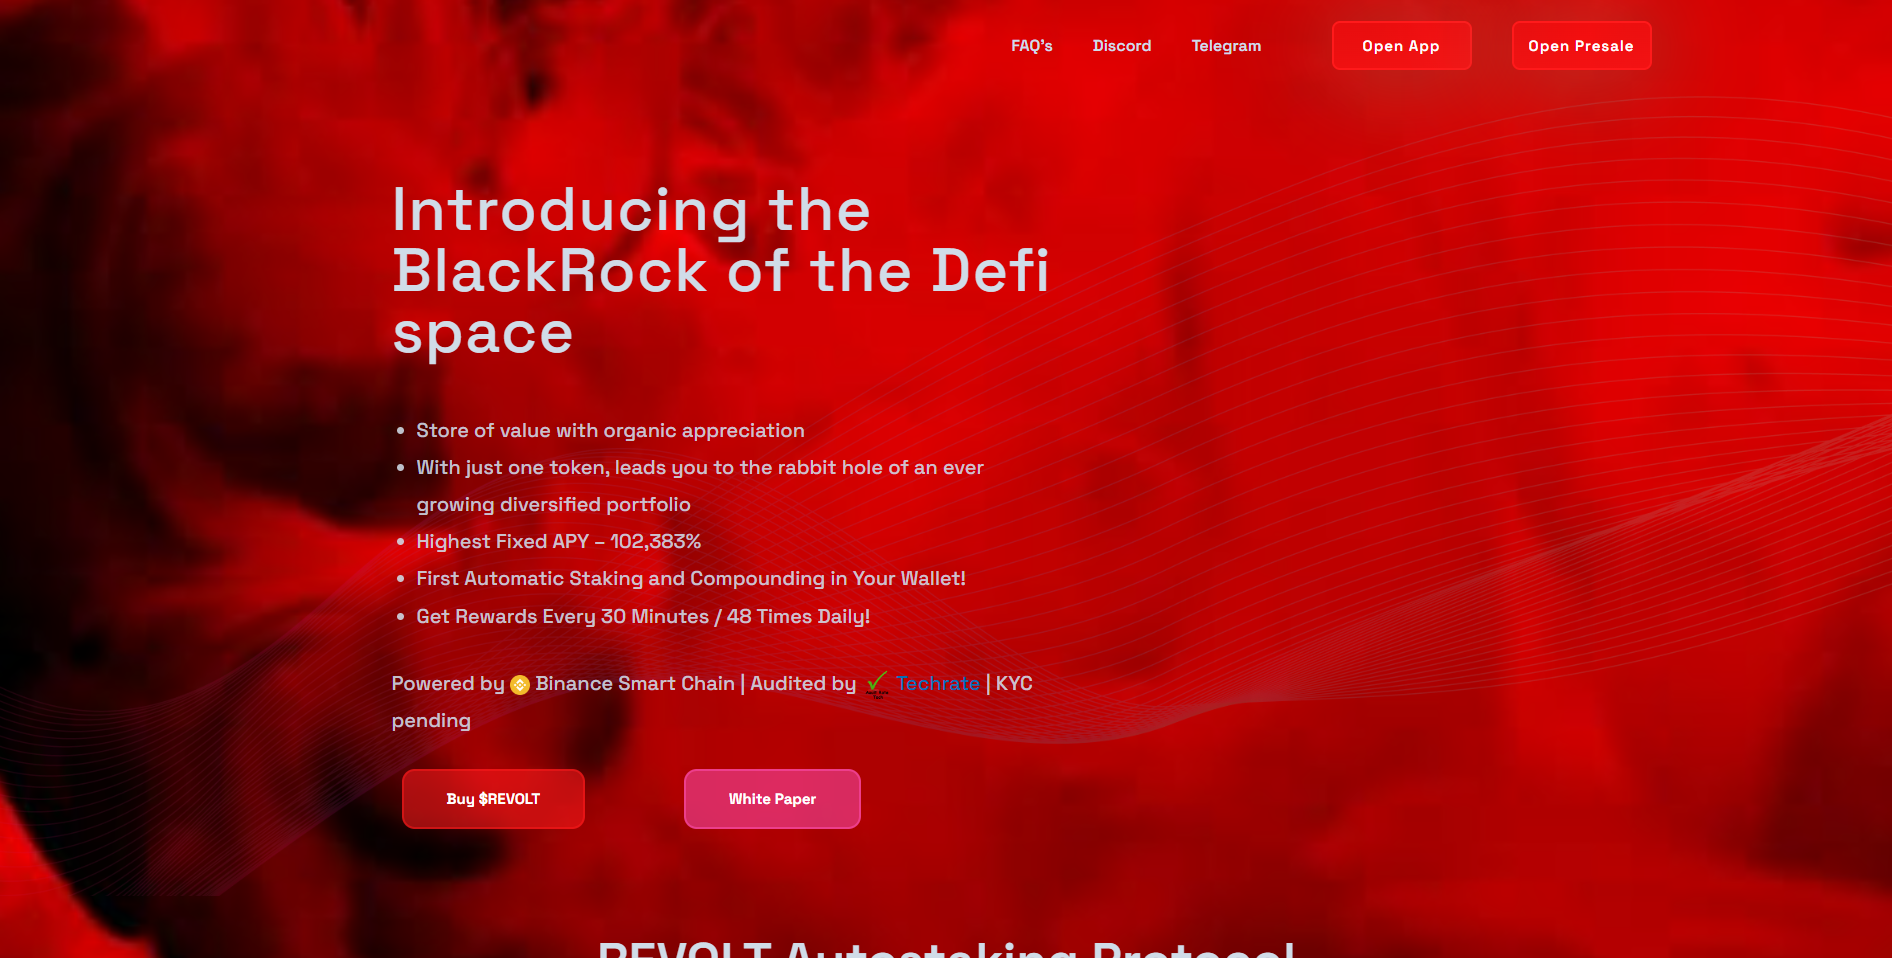 FAQ's Discord Telegram Open App Open Presale
Introducing the
BlackRock of the Defi
space
Store of value with organic appreciation
With just one token, leads you to the rabbit hole of an ever
growing diversified portfolio
Highest Fixed APY – 102,383%
First Automatic Staking and Compounding in Your Wallet!
Get Rewards Every 30 Minutes / 48 Times Daily!
Powered by Binance Smart Chain | Audited by Techrate | KYC
pending
Buy $REVOLT White Paper
REVOLT Autostaking Protocol